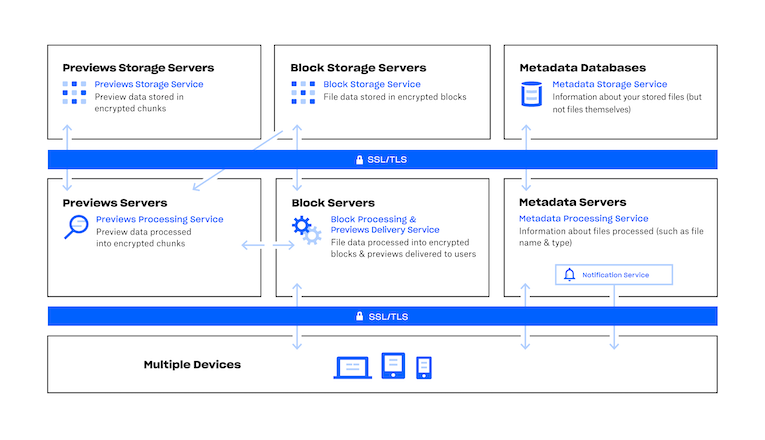 Previews Storage Servers
Previews Storage Service
Preview data stored in
encrypted chunks
Block Storage Servers
Block Storage Service
File data stored in encrypted blocks
Metadata Databases
Metadata Storage Service
Information about your stored files (but
not files themselves)
SSL/TLS
Previews Servers
Previews Processing Service
Preview data processed
into encrypted chunks
Block Servers
Block Processing &
Previews Delivery Service
File data processed into encrypted
blocks & previews delivered to users
Metadata Servers
Metadata Processing Service
Information about files processed (such as file
name & type)
Notification Service
SSL/TLS
Multiple Devices